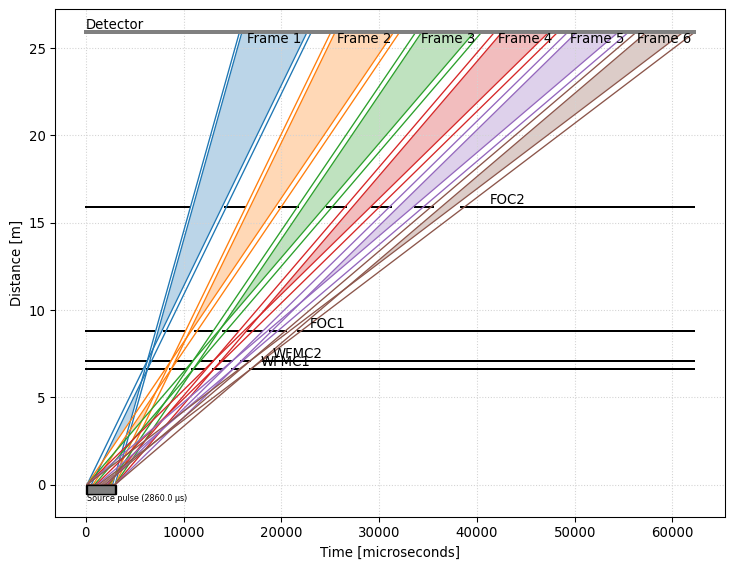 Detector
Frame 1 Frame 2 Frame 3 Frame 4 Frame 5 Frame 6
25
20
FOC2
15
Distance [m]
10
FOC1
WFMC2
WFMC1
5
0
Source pulse (2860.0 μs)
0 10000 20000 30000 40000 50000 60000
Time [microseconds]